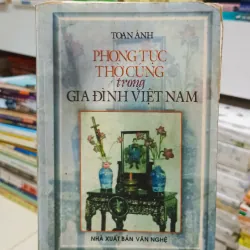 TOAN ÁNH
PHONG TỤC
THỜ CÚNG
trong
GIA ĐÌNH VIỆT NAM
NHÀ XUẤT BẢN VĂN NGHỆ